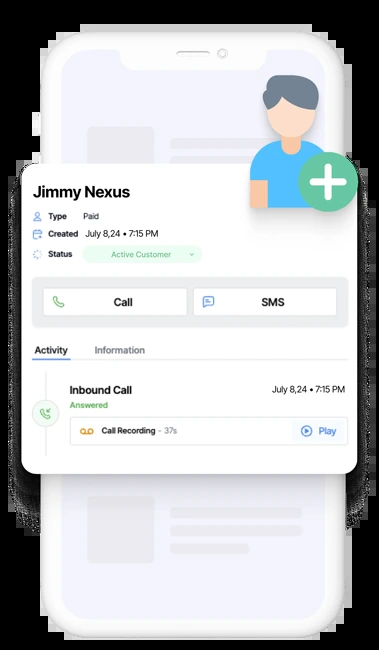 Jimmy Nexus
Type Paid
Created July 8,24 • 7:15 PM
Status Active Customer
Call SMS
Activity Information
Inbound Call July 8,24 • 7:15 PM
Answered
Call Recording - 37s Play